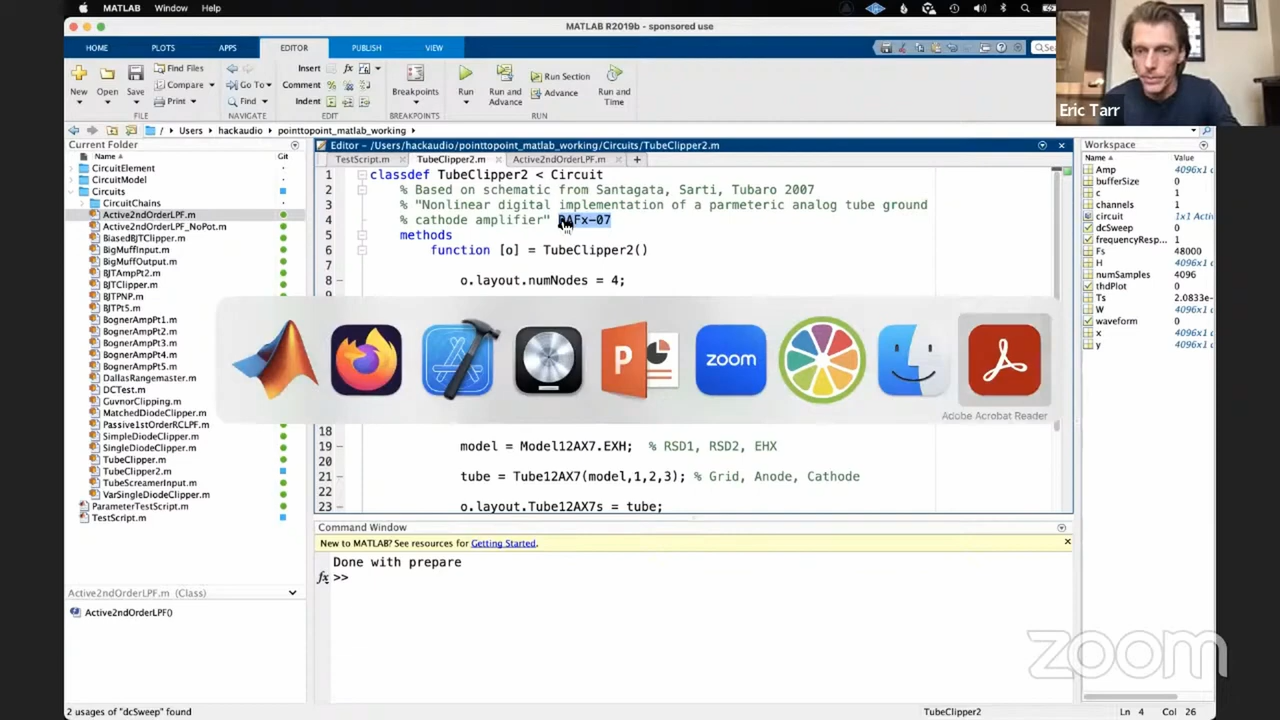 MATLAB Window Help
MATLAB R2019b - sponsored use
HOME PLOTS APPS EDITOR PUBLISH VIEW
New Open Save
Find Files
Compare
Print
Go To
Find
Insert
Comment
Indent
Breakpoints
Run
Run and Advance
Run Section
Advance
Run and Time
FILE
NAVIGATE EDIT BREAKPOINTS RUN
Eric Tarr
/ Users hackaudio pointtopoint_matlab_working
Current Folder
Name Git
CircuitElement
CircuitModel
Circuits
CircuitChains
Active2ndOrderLPF.m
Active2ndOrderLPF_NoPot.m
BiasedBJTClipper.m
BigMuffInput.m
BigMuffOutput.m
BJTAmpPt2.m
BJTClipper.m
BJTPNP.m
BJTPt5.m
BognerAmpPt1.m
BognerAmpPt2.m
BognerAmpPt3.m
BognerAmpPt4.m
BognerAmpPt5.m
DallasRangemaster.m
DCTest.m
GuvnorClipping.m
MatchedDiodeClipper.m
Passive1stOrderRCLPF.m
SimpleDiodeClipper.m
SingleDiodeClipper.m
TubeClipper.m
TubeClipper2.m
TubeScreamerInput.m
VarSingleDiodeClipper.m
ParameterTestScript.m
TestScript.m
Active2ndOrderLPF.m (Class)
Active2ndOrderLPF()
2 usages of "dcSweep" found
Editor - /Users/hackaudio/pointtopoint_matlab_working/Circuits/TubeClipper2.m
TestScript.m TubeClipper2.m Active2ndOrderLPF.m
1 classdef TubeClipper2 < Circuit
2 % Based on schematic from Santagata, Sarti, Tubaro 2007
3 % "Nonlinear digital implementation of a parmeteric analog tube ground
4 % cathode amplifier" DAFx-07
5 methods
6 function [o] = TubeClipper2()
7
8 o.layout.numNodes = 4;
9
zoom
Adobe Acrobat Reader
18
19 model = Model12AX7.EXH; % RSD1, RSD2, EHX
20
21 tube = Tube12AX7(model,1,2,3); % Grid, Anode, Cathode
22
23 o.layout.Tube12AX7s = tube;
Command Window
New to MATLAB? See resources for Getting Started.
Done with prepare
fx >>
Workspace
Name Value
Amp 4096x1
bufferSize 0
c 1
channels 1
circuit 1x1 Activ
dcSweep 0
frequencyResp... 1
Fs 48000
H 4096x1
numSamples 4096
thdPlot 0
Ts 2.0833e-
W 4096x1
waveform 0
x 4096x1
y 4096x1
zoom
TubeClipper2 Ln 4 Col 26